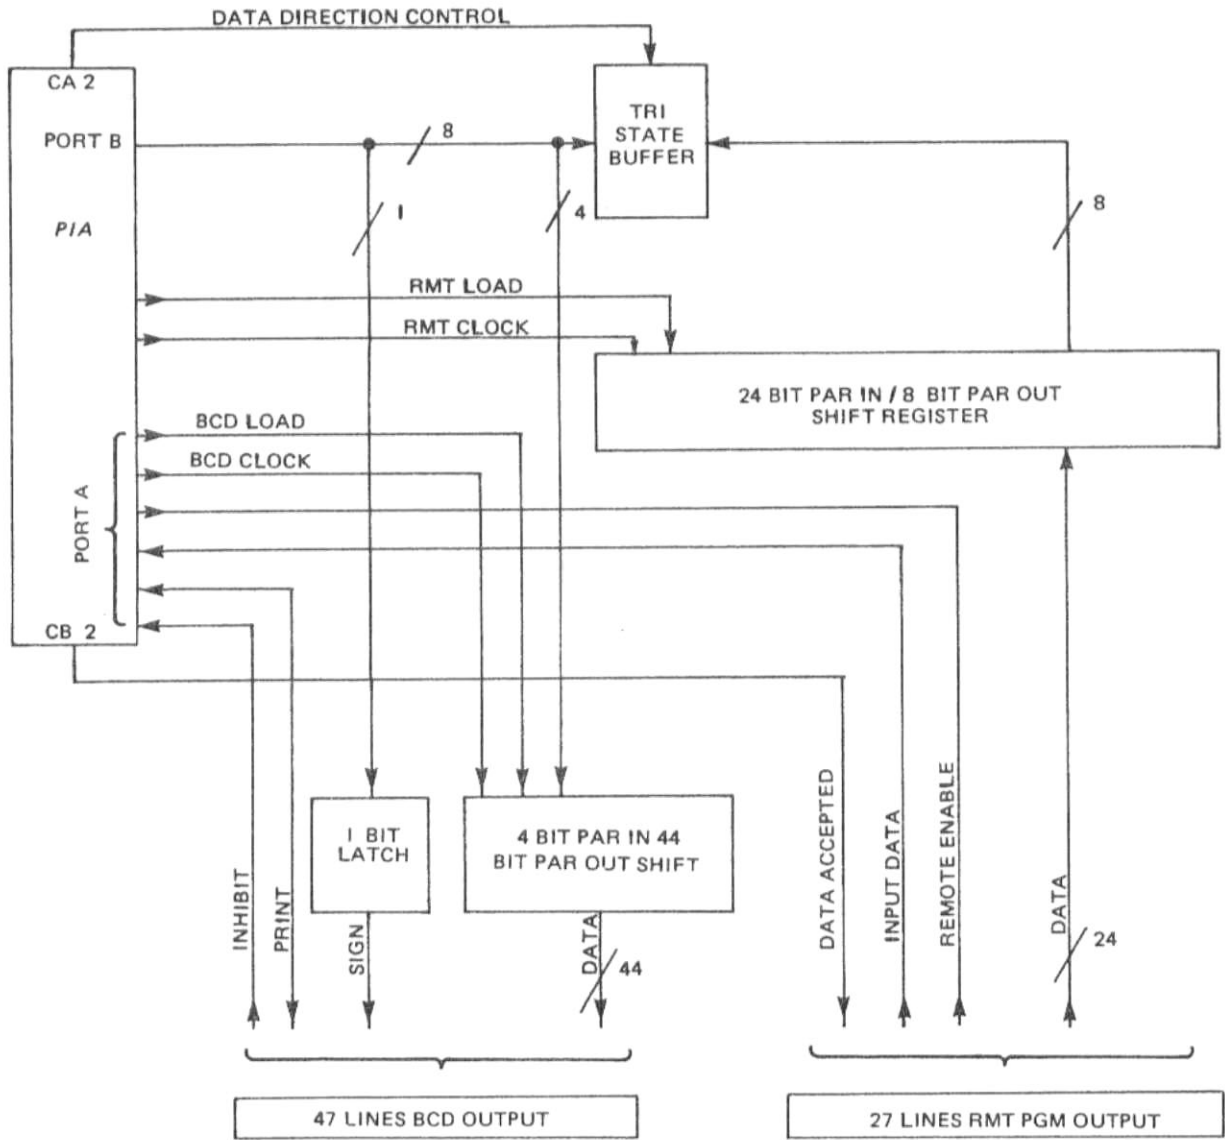 DATA DIRECTION CONTROL
CA 2
PORT B
PIA
8
TRI
STATE
BUFFER
1
4
8
RMT LOAD
RMT CLOCK
24 BIT PAR IN / 8 BIT PAR OUT
SHIFT REGISTER
BCD LOAD
BCD CLOCK
PORT A
CB 2
1 BIT
LATCH
4 BIT PAR IN 44
BIT PAR OUT SHIFT
INHIBIT
PRINT
SIGN
DATA
44
DATA ACCEPTED
INPUT DATA
REMOTE ENABLE
DATA
24
47 LINES BCD OUTPUT
27 LINES RMT PGM OUTPUT